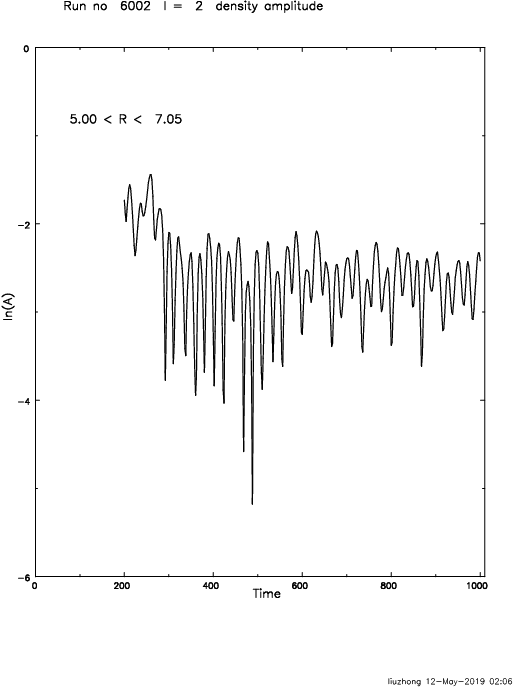 Run no 6002 l = 2 density amplitude
0
5.00 < R < 7.05
-2
ln(A)
-4
-6
0 200 400 600 800 1000
Time
liuzhong 12-May-2019 02:06